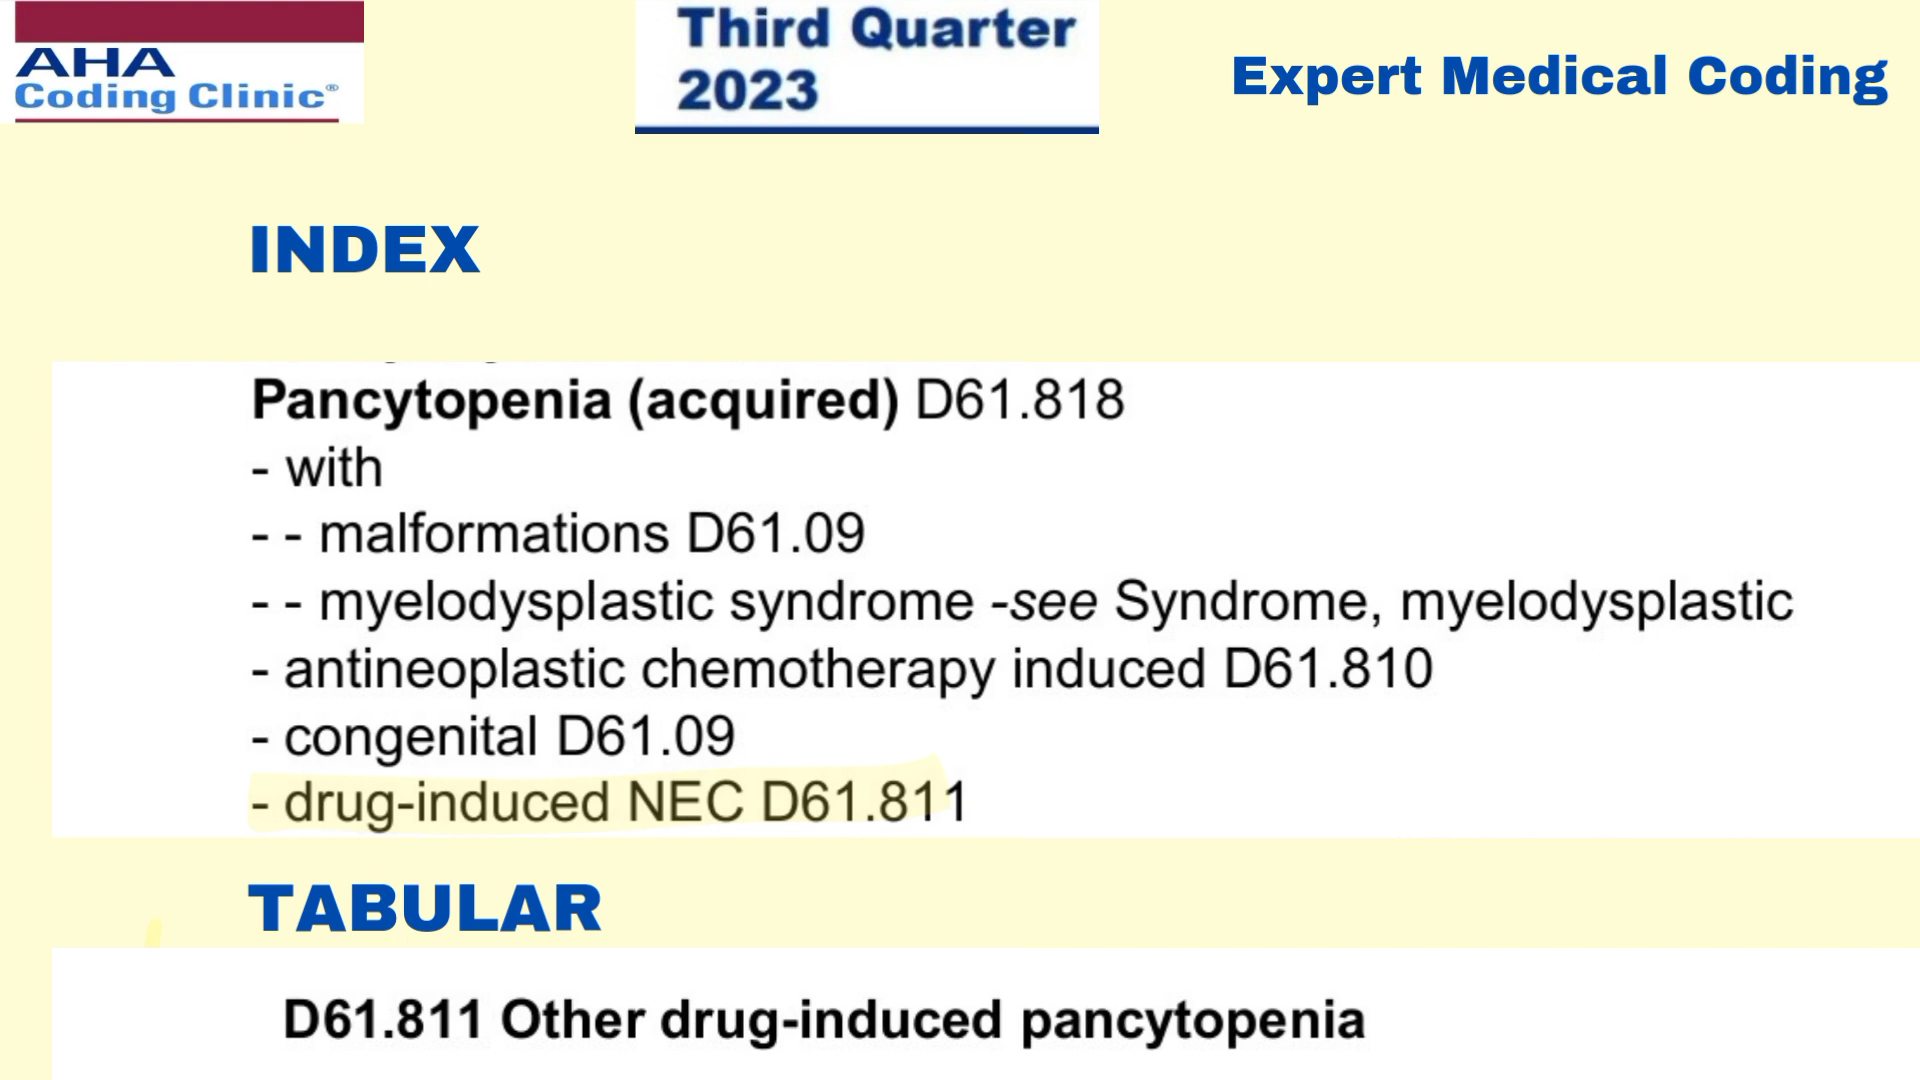 AHA
Coding Clinic®
Third Quarter
2023
Expert Medical Coding
INDEX
Pancytopenia (acquired) D61.818
- with
- - malformations D61.09
- - myelodysplastic syndrome -see Syndrome, myelodysplastic
- antineoplastic chemotherapy induced D61.810
- congenital D61.09
- drug-induced NEC D61.811
TABULAR
D61.811 Other drug-induced pancytopenia